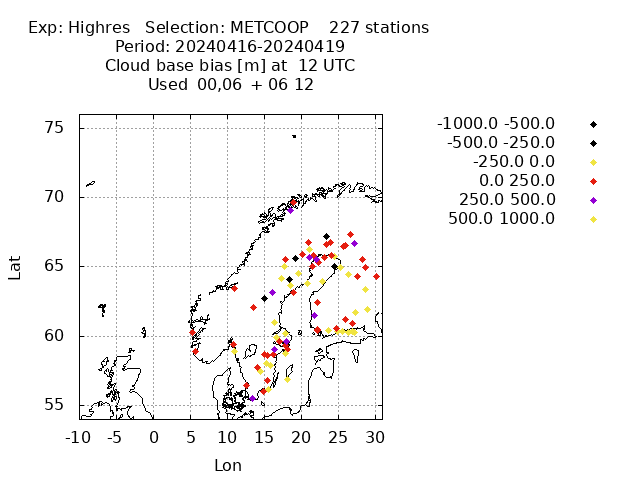 Exp: Highres   Selection: METCOOP    227 stations
Period: 20240416-20240419
Cloud base bias [m] at  12 UTC
Used  00,06  + 06 12
-1000.0 -500.0
-500.0 -250.0
-250.0 0.0
0.0 250.0
250.0 500.0
500.0 1000.0
75
70
65
60
55
Lat
-10 -5 0 5 10 15 20 25 30
Lon